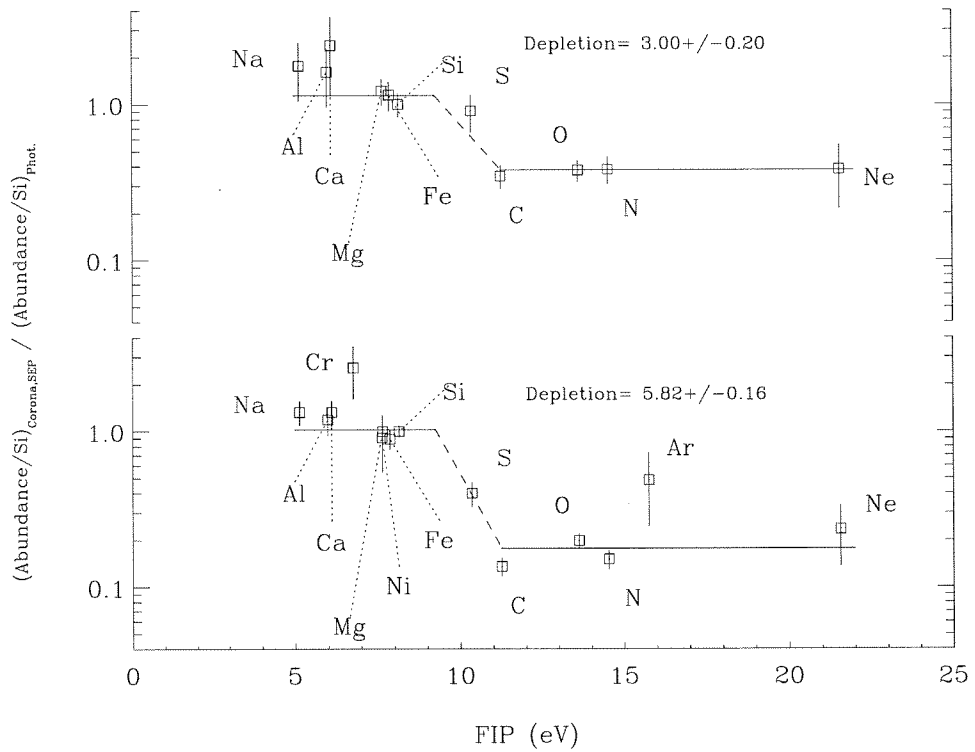 (Abundance/Si)Corona,SEP / (Abundance/Si)Phot.
Depletion= 3.00+/-0.20
Na
Si
S
1.0
O
Al
Ca
Fe
C
N
Ne
Mg
0.1
Cr
Depletion= 5.82+/-0.16
Na
Si
1.0
S
Ar
Al
O
Ne
Ca
Fe
Ni
0.1
C
N
Mg
0
5
10
15
20
25
FIP (eV)